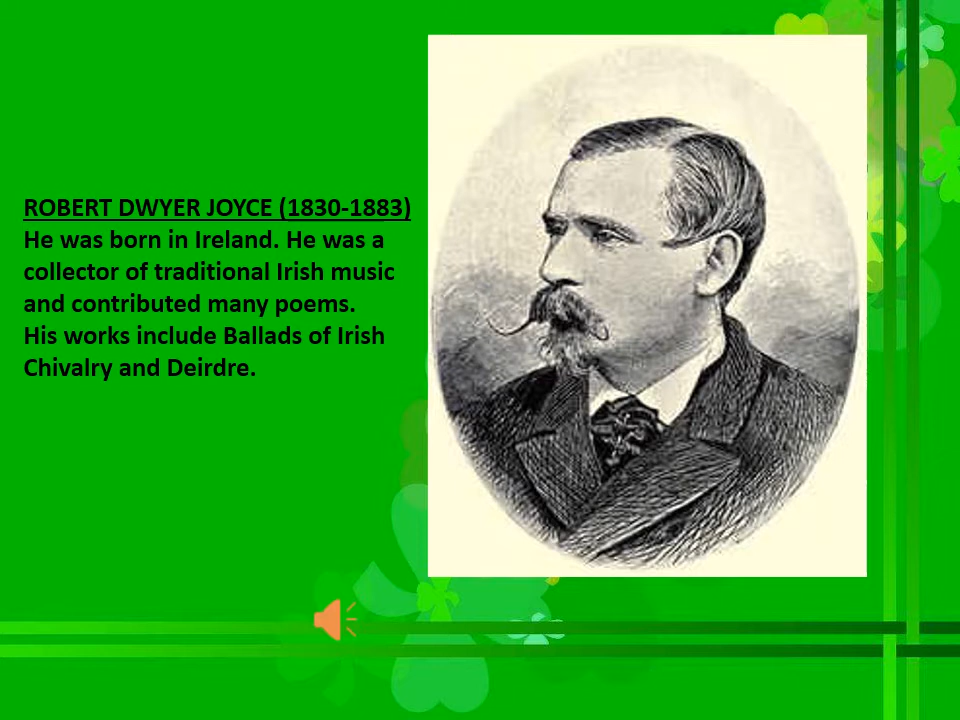 ROBERT DWYER JOYCE (1830-1883)
He was born in Ireland. He was a
collector of traditional Irish music
and contributed many poems.
His works include Ballads of Irish
Chivalry and Deirdre.